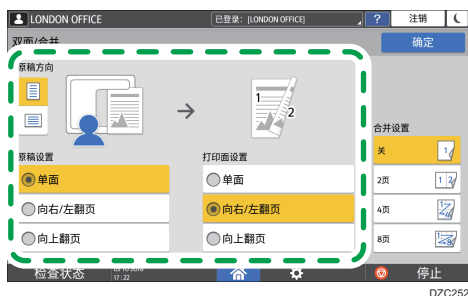 LONDON OFFICE
已登录：[LONDON OFFICE]
?
注销
双面/合并
确定
原稿方向
1
2
合并设置
原稿设置
打印面设置
关
1
单面
单面
2页
1 2
向右/左翻页
向右/左翻页
4页
向上翻页
向上翻页
8页
检查状态
17:22
停止
DZC252